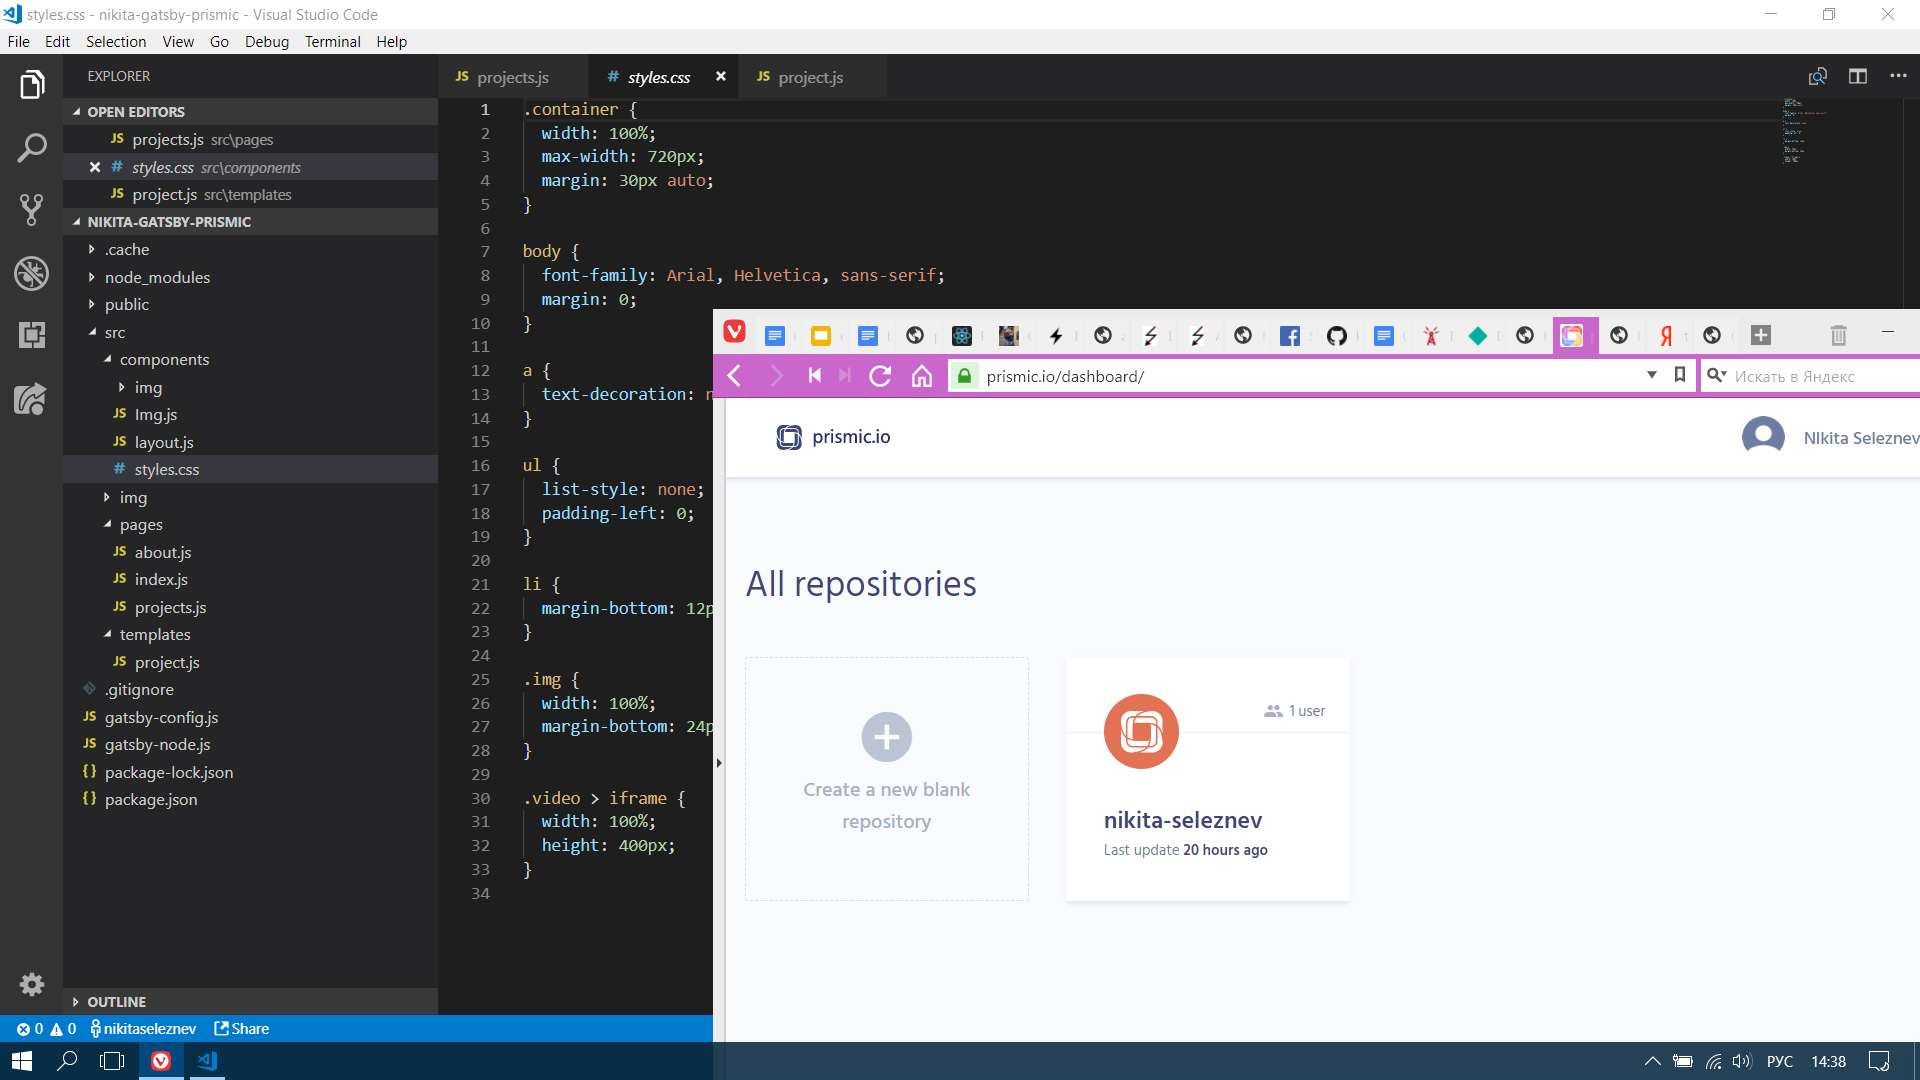 styles.css - nikita-gatsby-prismic - Visual Studio Code
File Edit Selection View Go Debug Terminal Help
EXPLORER
OPEN EDITORS
JS projects.js src\pages
# styles.css src\components
JS project.js src\templates
NIKITA-GATSBY-PRISMIC
.cache
node_modules
public
src
components
img
JS Img.js
JS layout.js
# styles.css
img
pages
JS about.js
JS index.js
JS projects.js
templates
JS project.js
.gitignore
JS gatsby-config.js
JS gatsby-node.js
{} package-lock.json
{} package.json
OUTLINE
JS projects.js # styles.css JS project.js
1 .container {
2 width: 100%;
3 max-width: 720px;
4 margin: 30px auto;
5 }
6
7 body {
8 font-family: Arial, Helvetica, sans-serif;
9 margin: 0;
10 }
11
12 a {
13 text-decoration: n
14 }
15
16 ul {
17 list-style: none;
18 padding-left: 0;
19 }
20
21 li {
22 margin-bottom: 12p
23 }
24
25 .img {
26 width: 100%;
27 margin-bottom: 24p
28 }
29
30 .video > iframe {
31 width: 100%;
32 height: 400px;
33 }
34
prismic.io/dashboard/
Искать в Яндекс
prismic.io
NIkita Seleznev
All repositories
Create a new blank
repository
1 user
nikita-seleznev
Last update 20 hours ago
0 0 nikitaseleznev Share
РУС 14:38